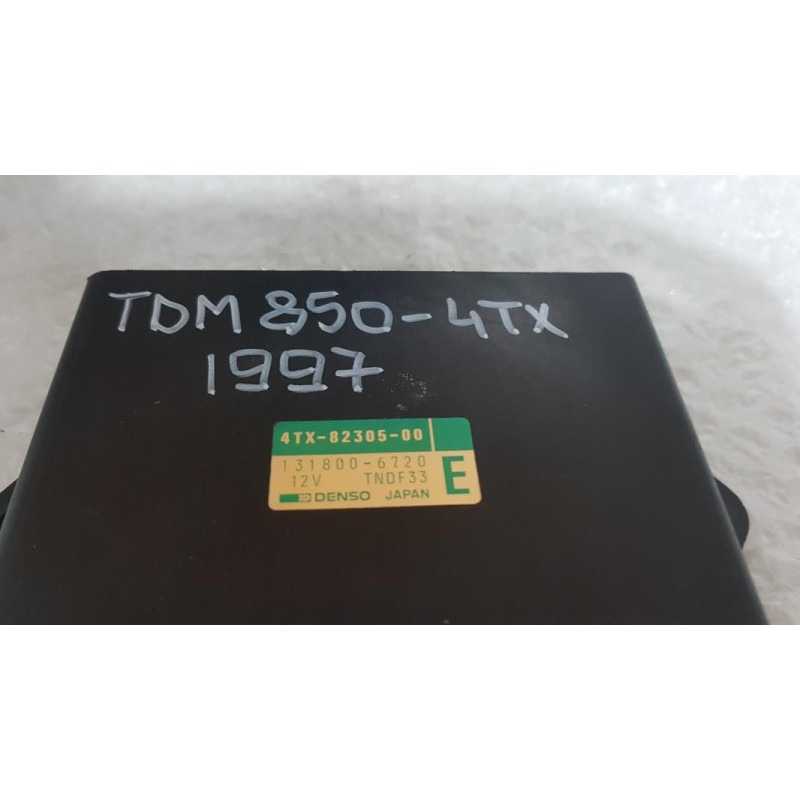 TDM 850-4TX
1997
4TX-82305-00
131800-6720
E
12V TNDF33
DENSO JAPAN